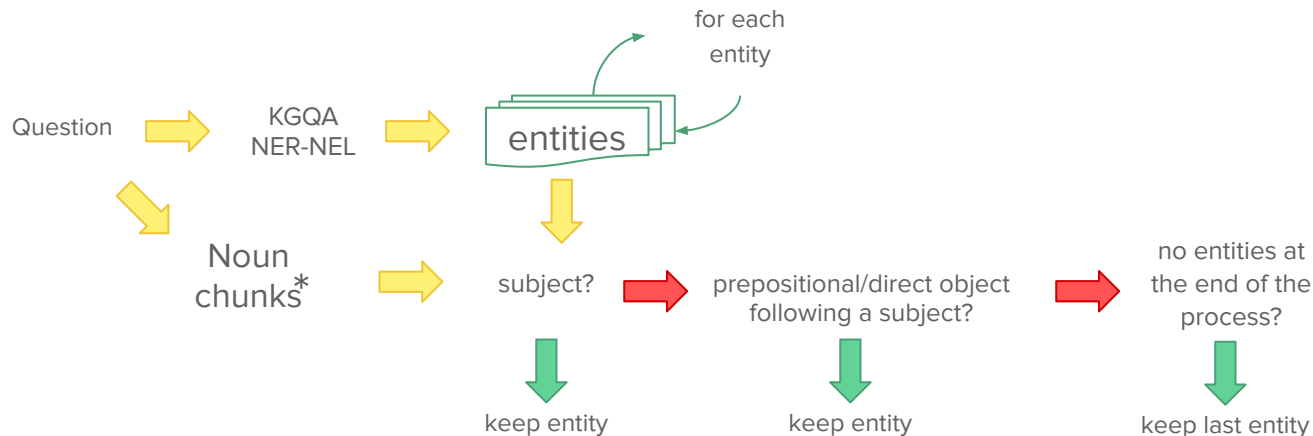 for each
entity
Question
KGQA
NER-NEL
entities
Noun
chunks*
subject?
prepositional/direct object
following a subject?
no entities at
the end of the
process?
keep entity
keep entity
keep last entity